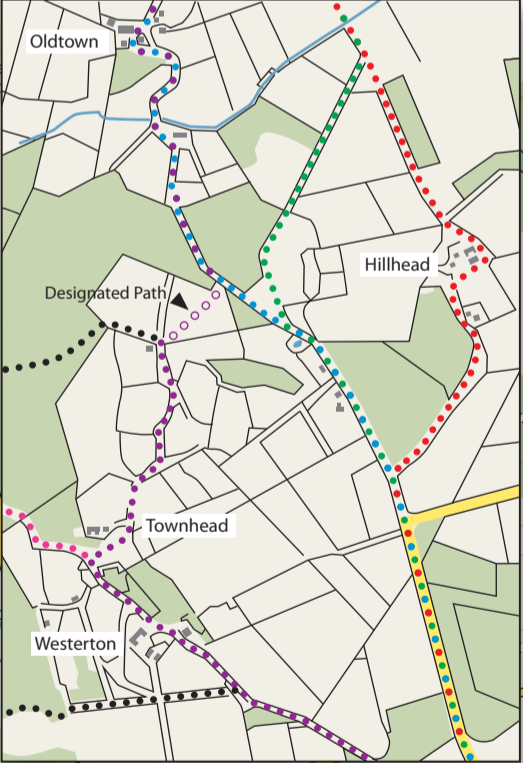 Oldtown
Hillhead
Designated Path
Townhead
Westerton